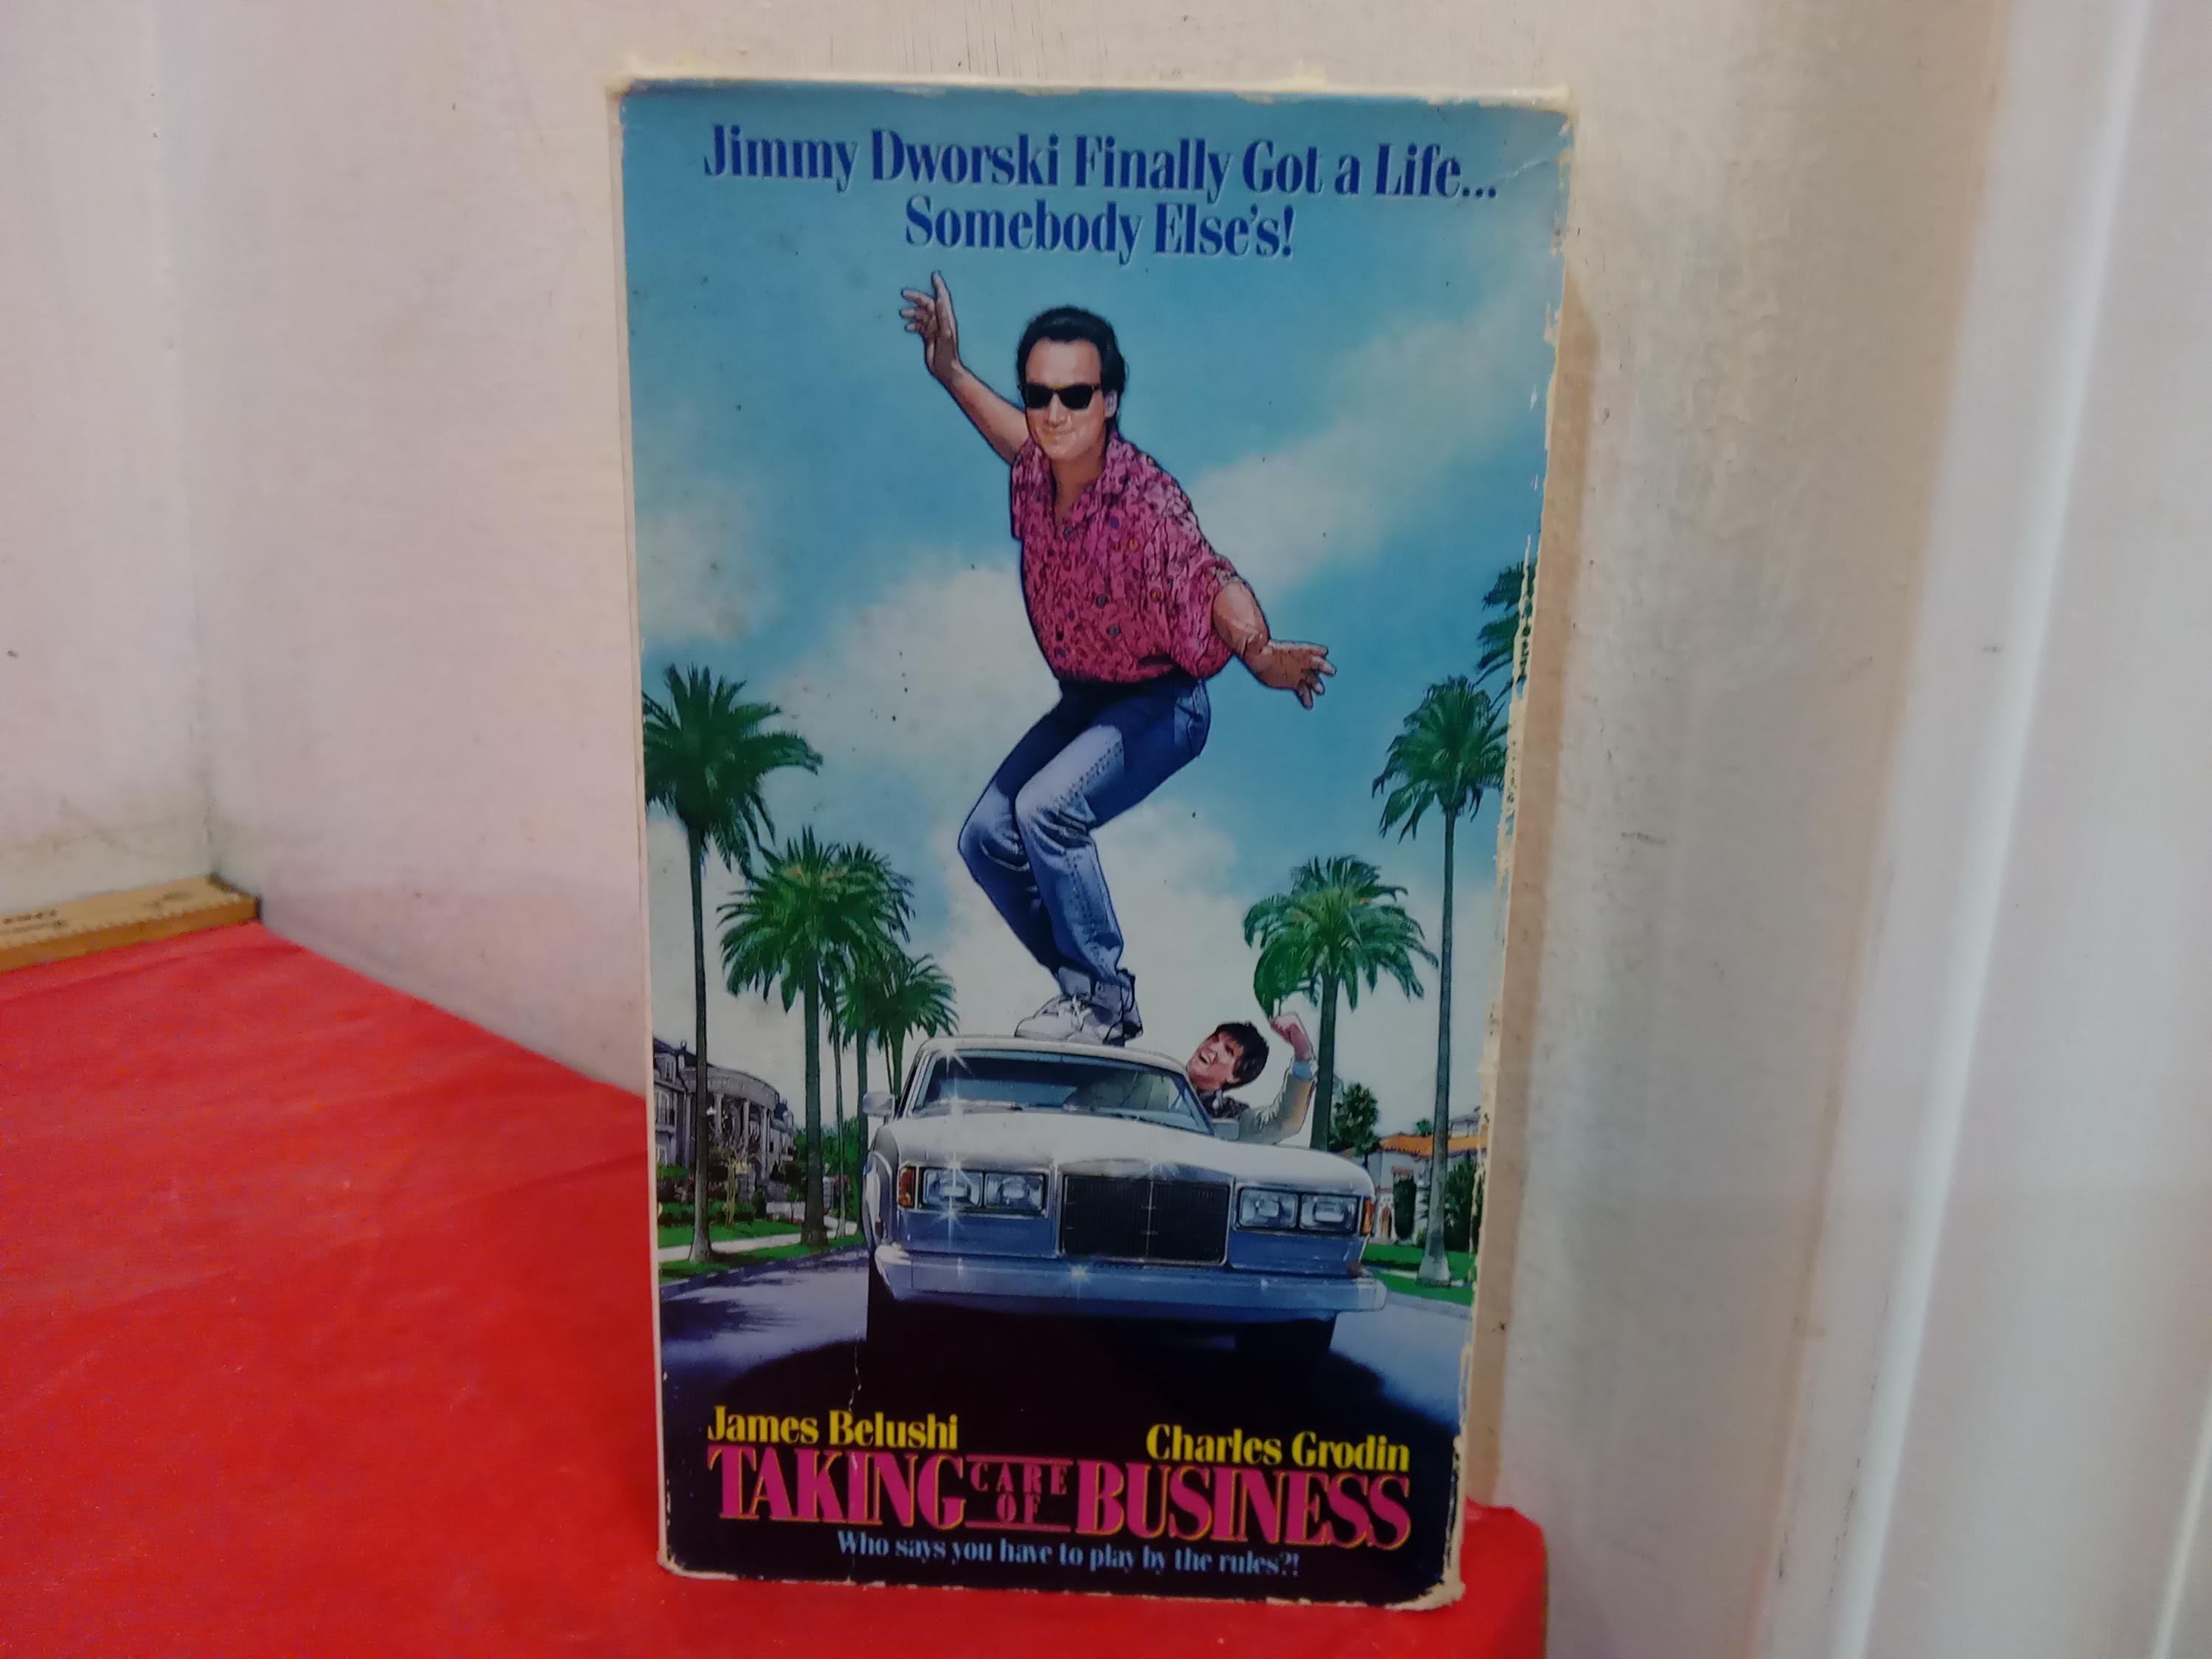 Jimmy Dworski Finally Got a Life...
Somebody Else's!
James Belushi
Charles Grodin
TAKING CARE OF BUSINESS
Who says you have to play by the rules?!